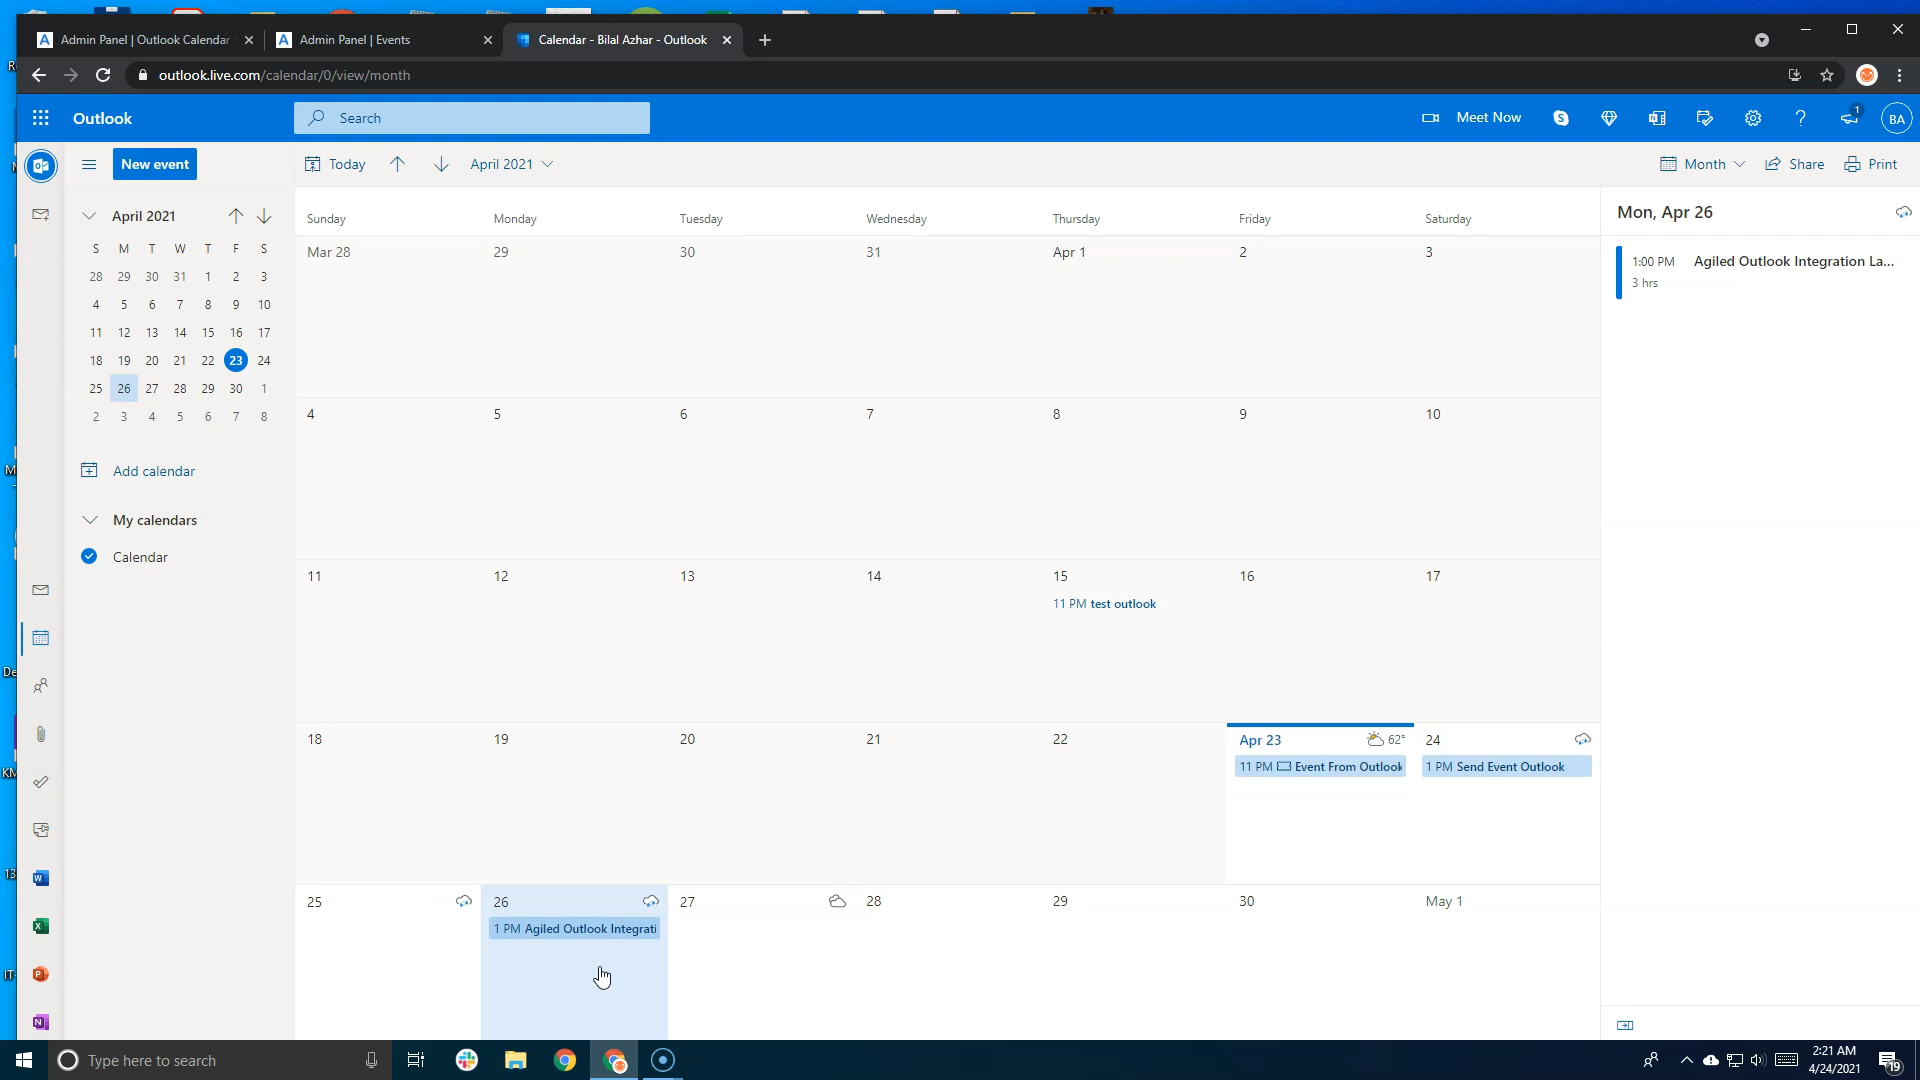 Admin Panel | Outlook Calendar
Admin Panel | Events
Calendar - Bilal Azhar - Outlook
outlook.live.com/calendar/0/view/month
Outlook
Search
Meet Now
1
BA
New event
Today
April 2021
Month
Share
Print
April 2021
S M T W T F S
28 29 30 31 1 2 3
4 5 6 7 8 9 10
11 12 13 14 15 16 17
18 19 20 21 22 23 24
25 26 27 28 29 30 1
2 3 4 5 6 7 8
Add calendar
My calendars
Calendar
Sunday Monday Tuesday Wednesday Thursday Friday Saturday
Mar 28 29 30 31 Apr 1 2 3
4 5 6 7 8 9 10
11 12 13 14 15 16 17
11 PM test outlook
18 19 20 21 22 Apr 23 62° 24
11 PM Event From Outlook
1 PM Send Event Outlook
25 26 27 28 29 30 May 1
1 PM Agiled Outlook Integrati
Mon, Apr 26
1:00 PM Agiled Outlook Integration La...
3 hrs
Type here to search
2:21 AM
4/24/2021
19